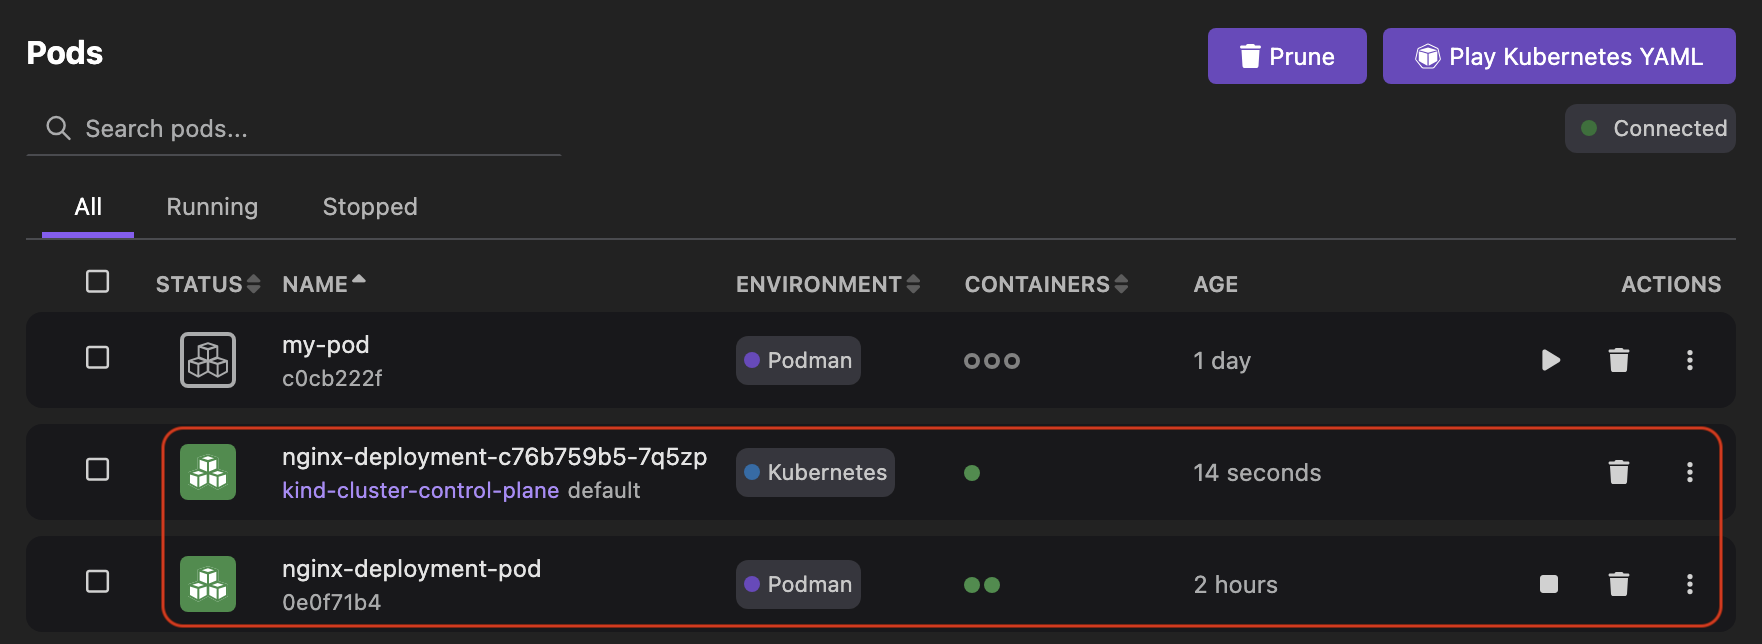 Pods
Prune
Play Kubernetes YAML
Search pods...
Connected
All Running Stopped
STATUS NAME ENVIRONMENT CONTAINERS AGE ACTIONS
my-pod
c0cb222f
Podman
1 day
nginx-deployment-c76b759b5-7q5zp
kind-cluster-control-plane default
Kubernetes
14 seconds
nginx-deployment-pod
0e0f71b4
Podman
2 hours